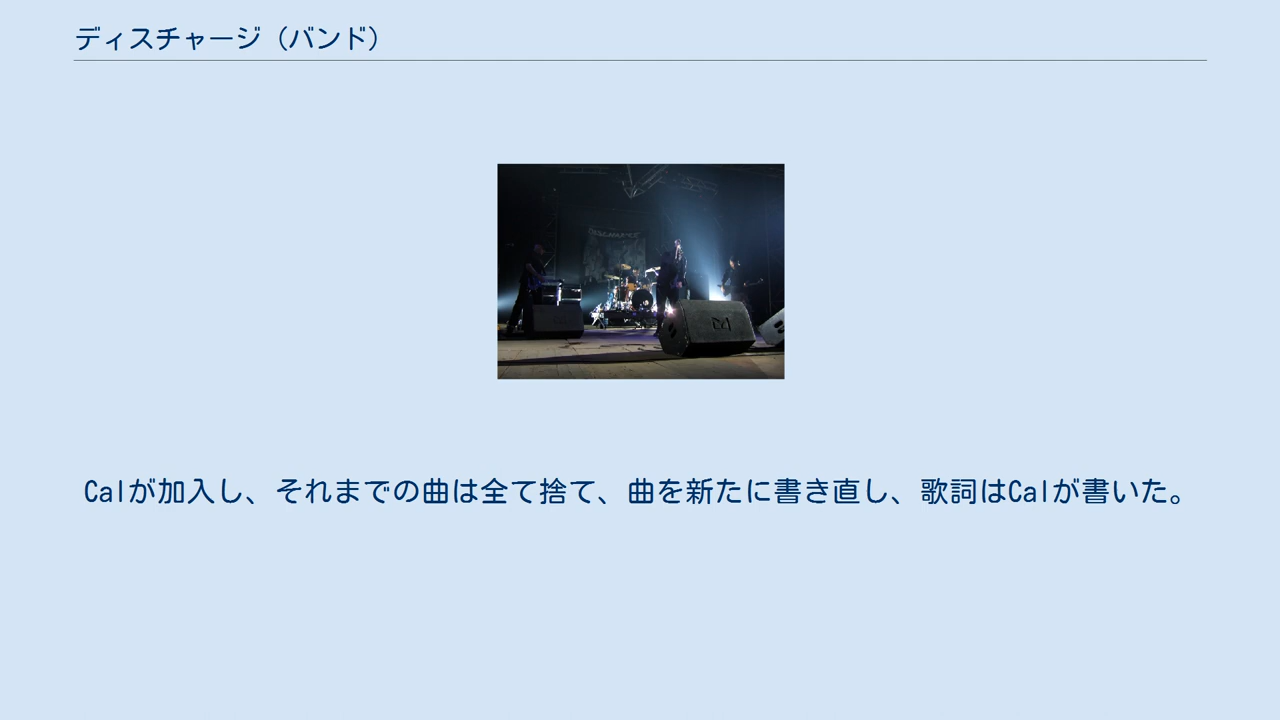 ディスチャージ（バンド）
Calが加入し、それまでの曲は全て捨て、曲を新たに書き直し、歌詞はCalが書いた。